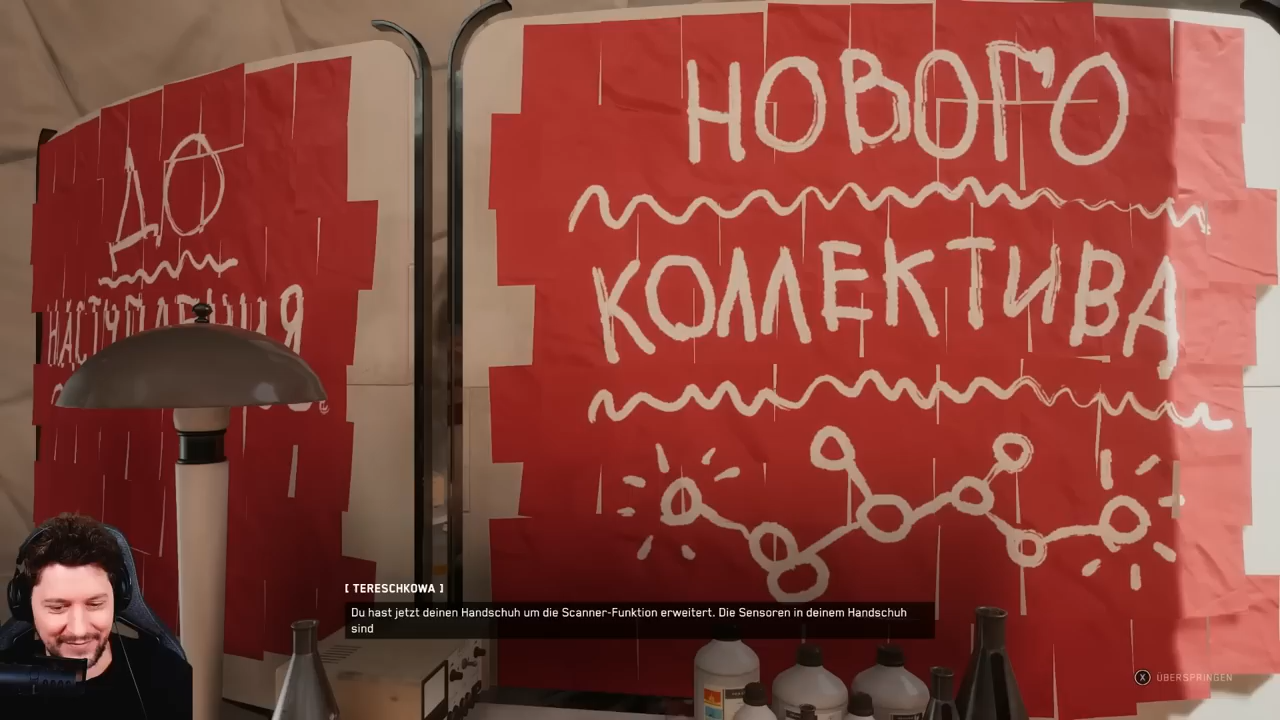 ДО
НАСТУПЛЕНИЯ
НОВОГО
КОЛЛЕКТИВА
[ TERESCHKOWA ]
Du hast jetzt deinen Handschuh um die Scanner-Funktion erweitert. Die Sensoren in deinem Handschuh
sind
X ÜBERSPRINGEN